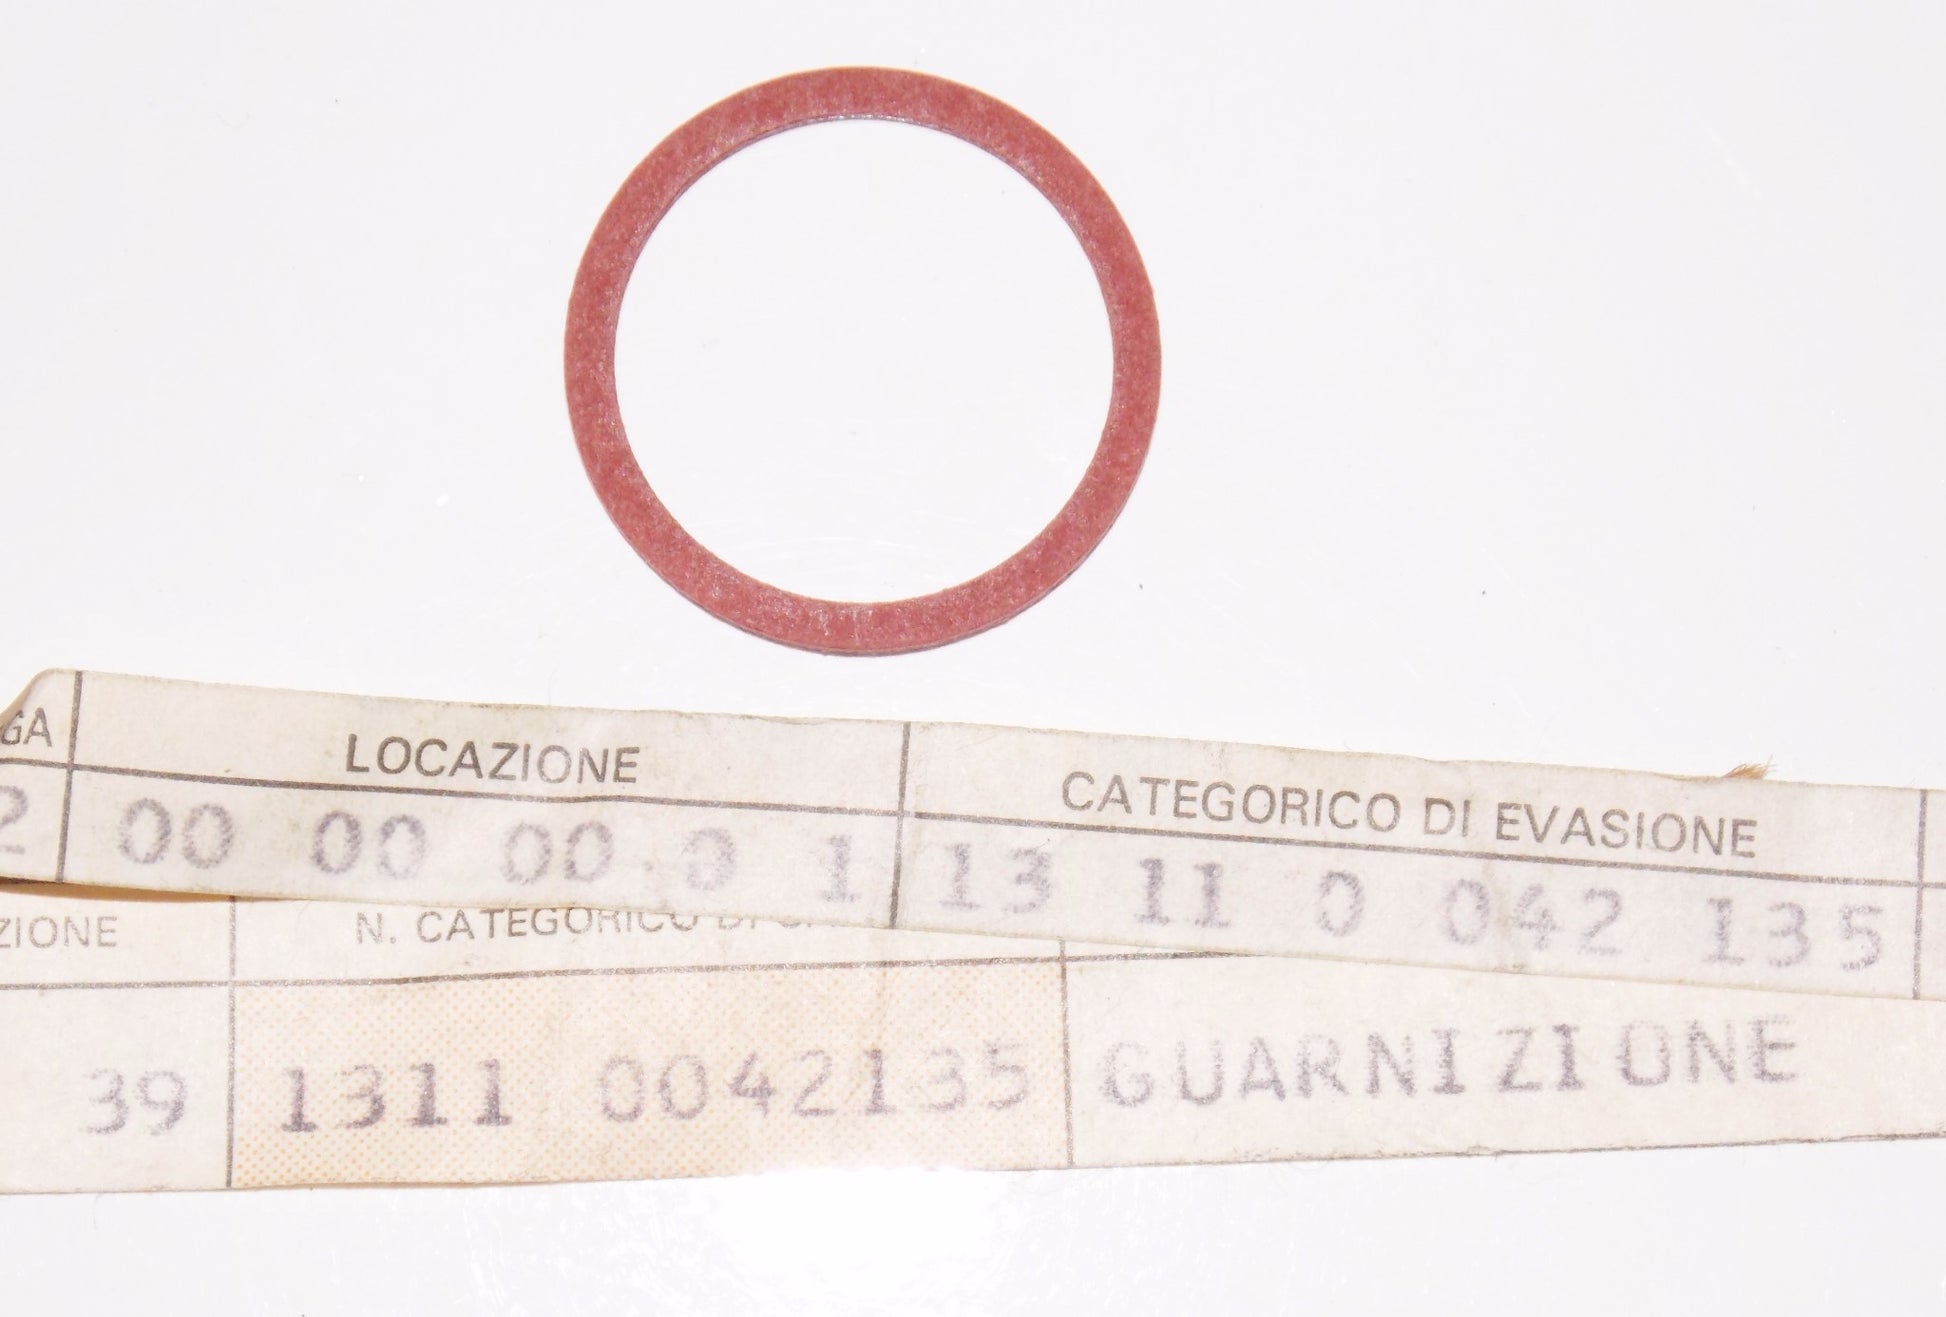 GA LOCAZIONE CATEGORICO DI EVASIONE
2 00 00 00 0 1 13 11 0 042 135
ZIONE N. CATEGORICO DI
39 1311 0042135 GUARNIZIONE